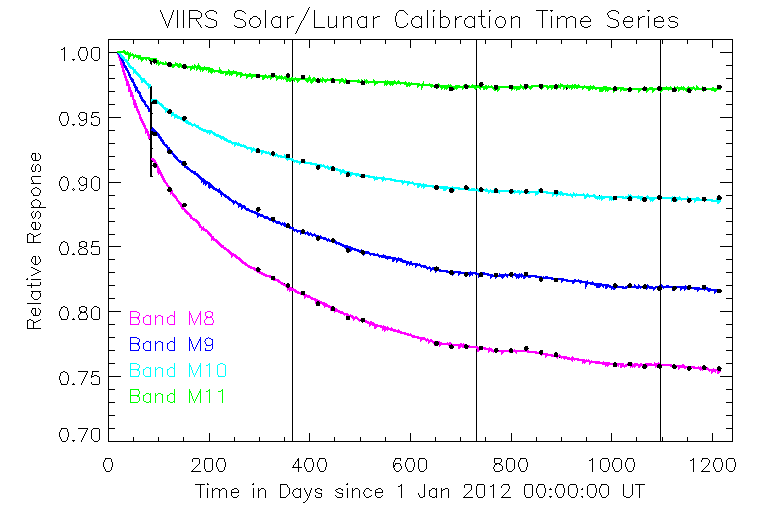 VIIRS Solar/Lunar Calibration Time Series
1.00
0.95
0.90
0.85
0.80
0.75
0.70
Relative Response
Band M8
Band M9
Band M10
Band M11
0 200 400 600 800 1000 1200
Time in Days since 1 Jan 2012 00:00:00 UT